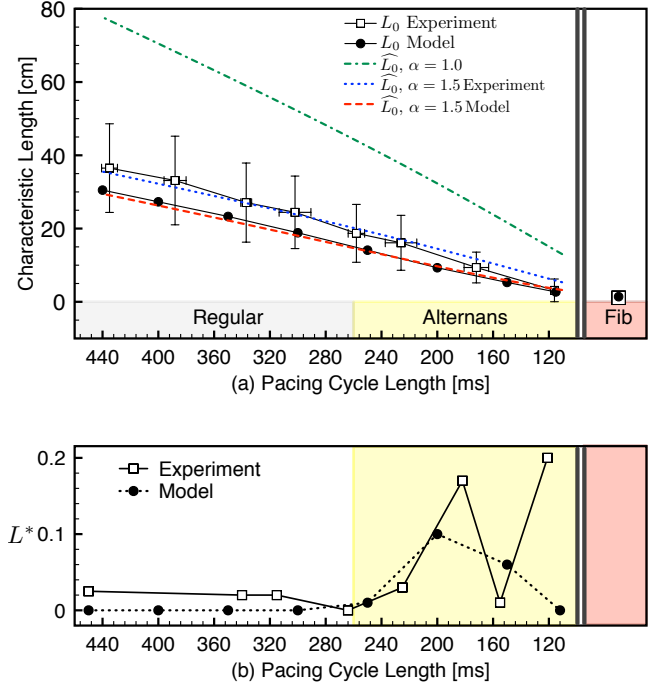 80
60
40
20
0
Characteristic Length [cm]
L₀ Experiment
L₀ Model
L̂₀, α = 1.0
L̂₀, α = 1.5 Experiment
L̂₀, α = 1.5 Model
Regular
Alternans
Fib
440 400 360 320 280 240 200 160 120
(a) Pacing Cycle Length [ms]
0.2
0.1
0
L*
Experiment
Model
440 400 360 320 280 240 200 160 120
(b) Pacing Cycle Length [ms]